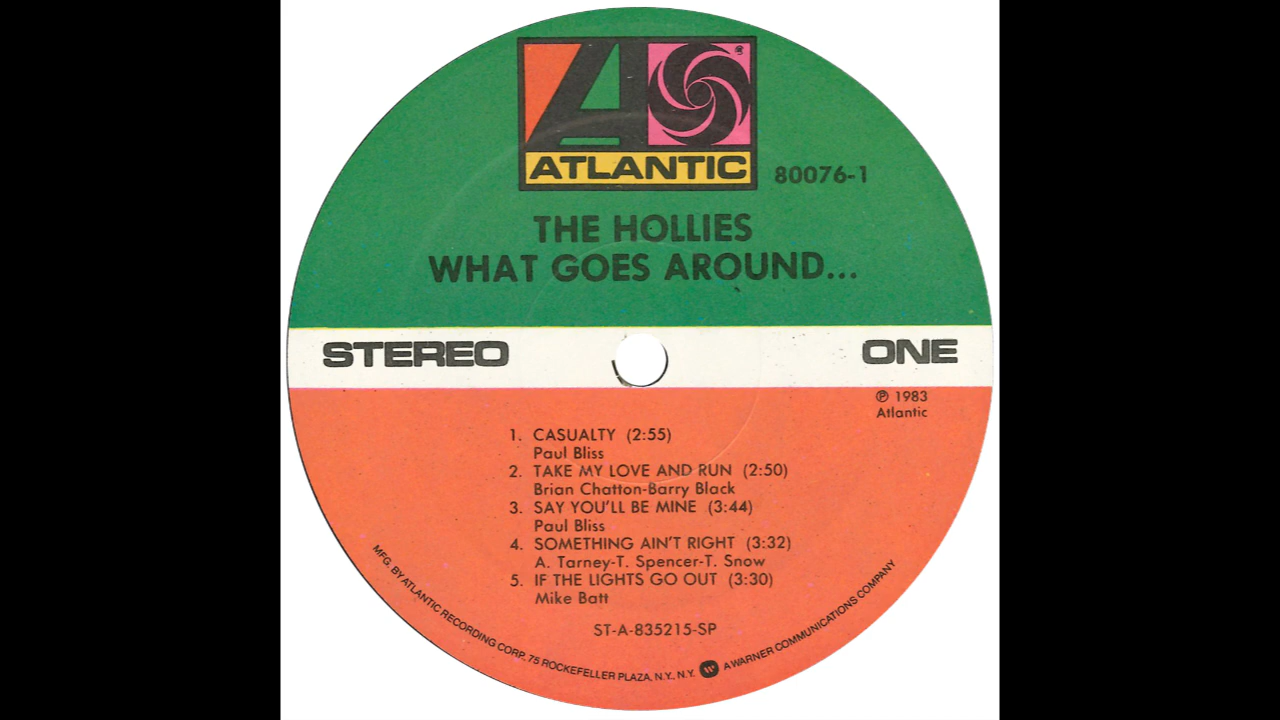 ATLANTIC
80076-1
THE HOLLIES
WHAT GOES AROUND...
STEREO
ONE
℗ 1983
Atlantic
1. CASUALTY (2:55)
Paul Bliss
2. TAKE MY LOVE AND RUN (2:50)
Brian Chatton-Barry Black
3. SAY YOU'LL BE MINE (3:44)
Paul Bliss
4. SOMETHING AIN'T RIGHT (3:32)
A. Tarney-T. Spencer-T. Snow
5. IF THE LIGHTS GO OUT (3:30)
Mike Batt
ST-A-835215-SP
MFG. BY ATLANTIC RECORDING CORP., 75 ROCKEFELLER PLAZA, N.Y., N.Y. A WARNER COMMUNICATIONS COMPANY